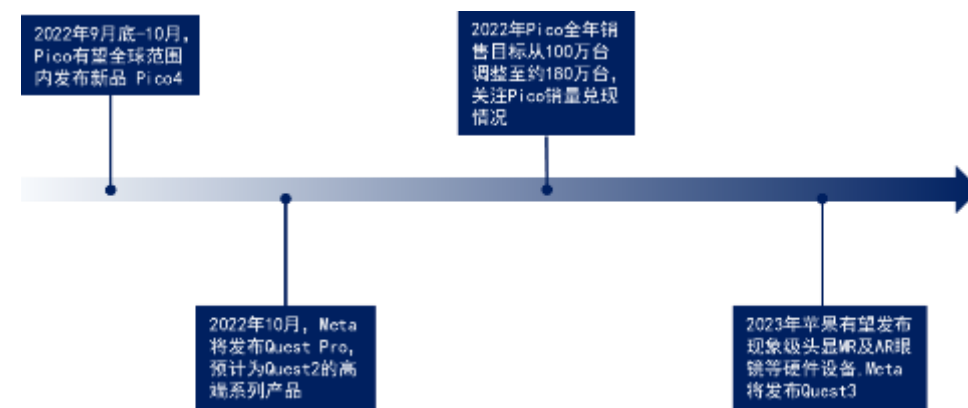 2022年9月底-10月,
Pico有望全球范围
内发布新品 Pico4
2022年Pico全年销
售目标从100万台
调整至约180万台,
关注Pico销量兑现
情况
2022年10月, Meta
将发布Quest Pro,
预计为Quest2的高
端系列产品
2023年苹果有望发布
现象级头显MR及AR眼
镜等硬件设备.Meta
将发布Quest3